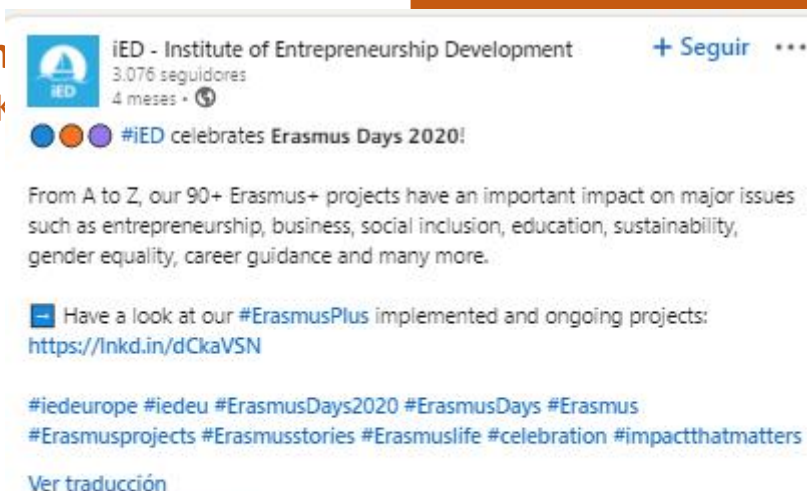 iED - Institute of Entrepreneurship Development
+ Seguir ...
3.076 seguidores
4 meses •
iED
#iED celebrates Erasmus Days 2020!
From A to Z, our 90+ Erasmus+ projects have an important impact on major issues
such as entrepreneurship, business, social inclusion, education, sustainability,
gender equality, career guidance and many more.
Have a look at our #ErasmusPlus implemented and ongoing projects:
https://lnkd.in/dCkaVSN
#iedeurope #iedeu #ErasmusDays2020 #ErasmusDays #Erasmus
#Erasmusprojects #Erasmusstories #Erasmuslife #celebration #impactthatmatters
Ver traducción